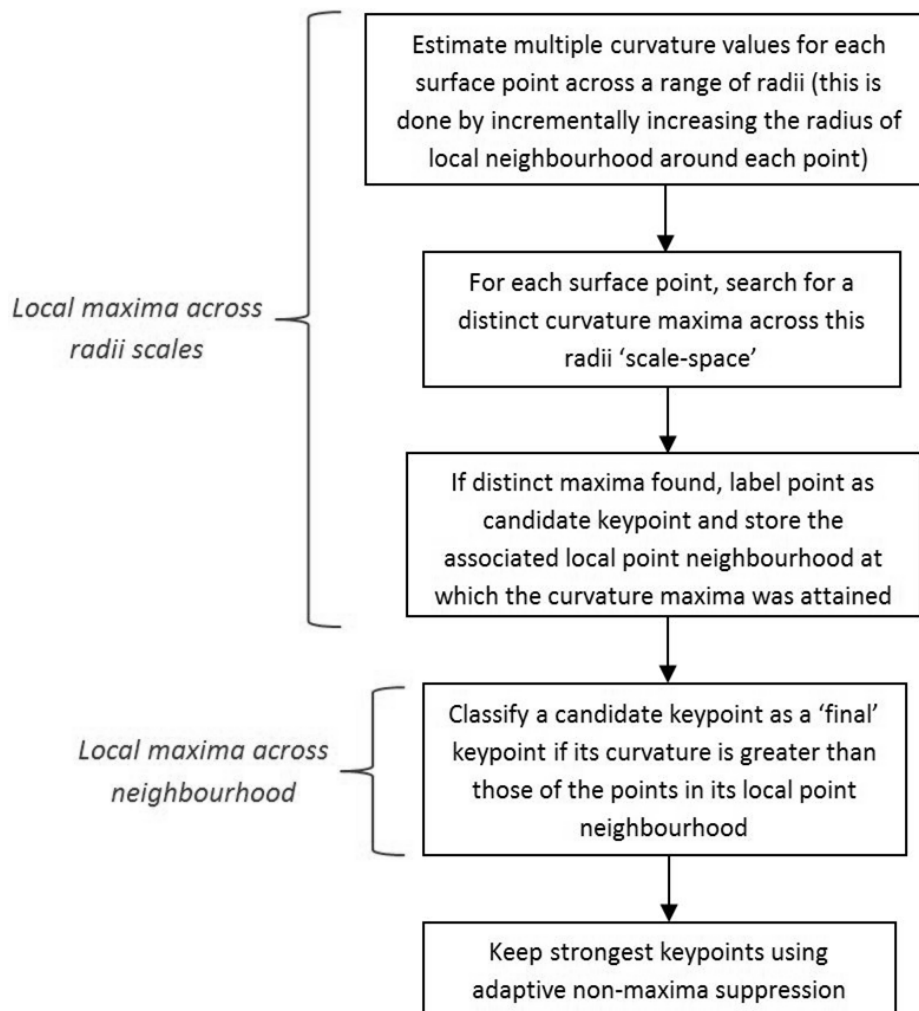 Estimate multiple curvature values for each
surface point across a range of radii (this is
done by incrementally increasing the radius of
local neighbourhood around each point)
For each surface point, search for a
distinct curvature maxima across this
radii ‘scale-space’
Local maxima across
radii scales
If distinct maxima found, label point as
candidate keypoint and store the
associated local point neighbourhood at
which the curvature maxima was attained
Classify a candidate keypoint as a ‘final’
keypoint if its curvature is greater than
those of the points in its local point
neighbourhood
Local maxima across
neighbourhood
Keep strongest keypoints using
adaptive non-maxima suppression